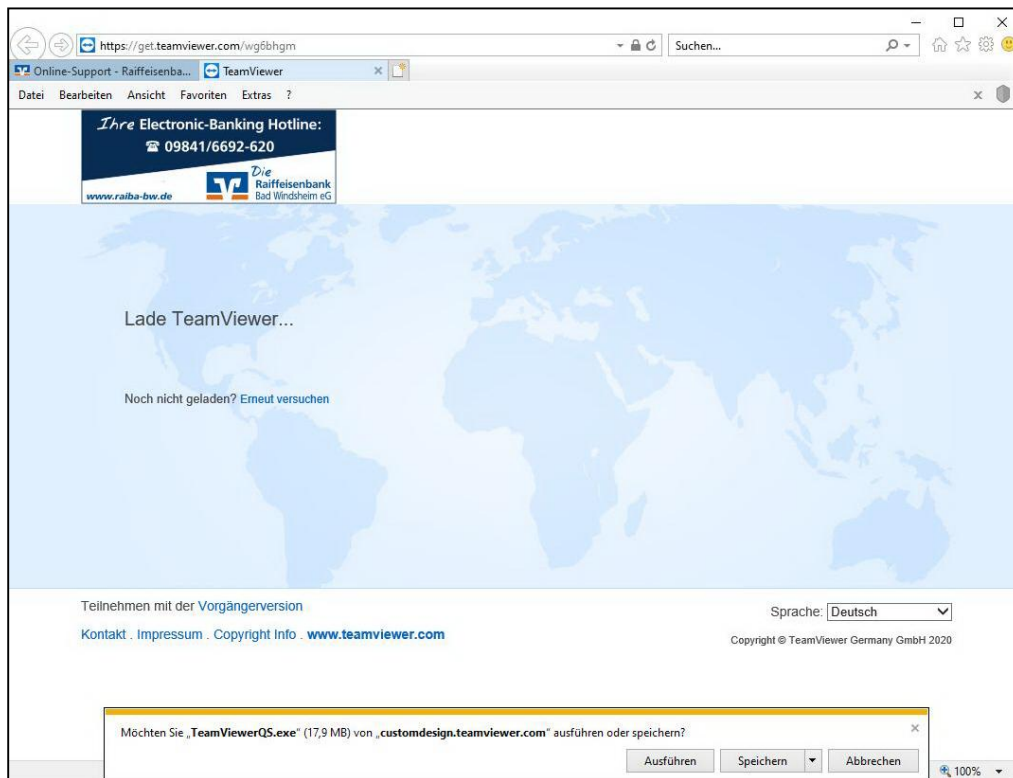 https://get.teamviewer.com/wg6bhgm
Suchen...
Online-Support - Raiffeisenba...
TeamViewer
Datei Bearbeiten Ansicht Favoriten Extras ?
Ihre Electronic-Banking Hotline:
☎ 09841/6692-620
Die
Raiffeisenbank
www.raiba-bw.de Bad Windsheim eG
Lade TeamViewer...
Noch nicht geladen? Erneut versuchen
Teilnehmen mit der Vorgängerversion
Sprache: Deutsch
Kontakt . Impressum . Copyright Info . www.teamviewer.com
Copyright © TeamViewer Germany GmbH 2020
Möchten Sie „TeamViewerQS.exe“ (17,9 MB) von „customdesign.teamviewer.com“ ausführen oder speichern?
Ausführen Speichern Abbrechen
100%